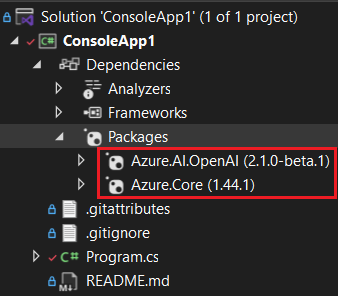 Solution 'ConsoleApp1' (1 of 1 project)
C# ConsoleApp1
Dependencies
Analyzers
Frameworks
Packages
Azure.AI.OpenAI (2.1.0-beta.1)
Azure.Core (1.44.1)
.gitattributes
.gitignore
C# Program.cs
README.md